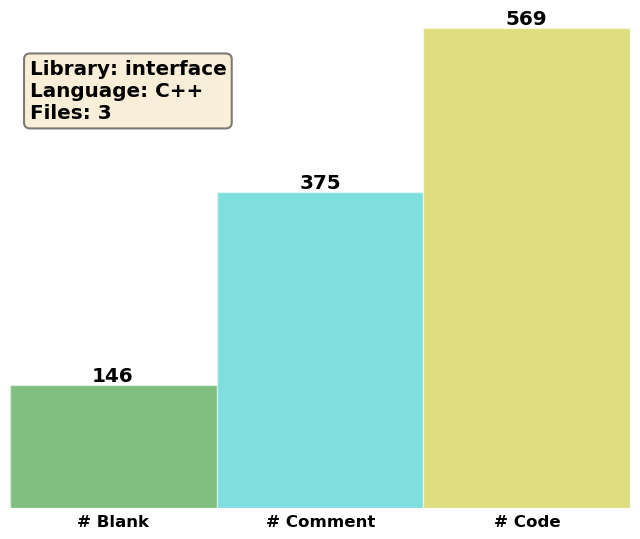 569
Library: interface
Language: C++
Files: 3
375
146
# Blank
# Comment
# Code